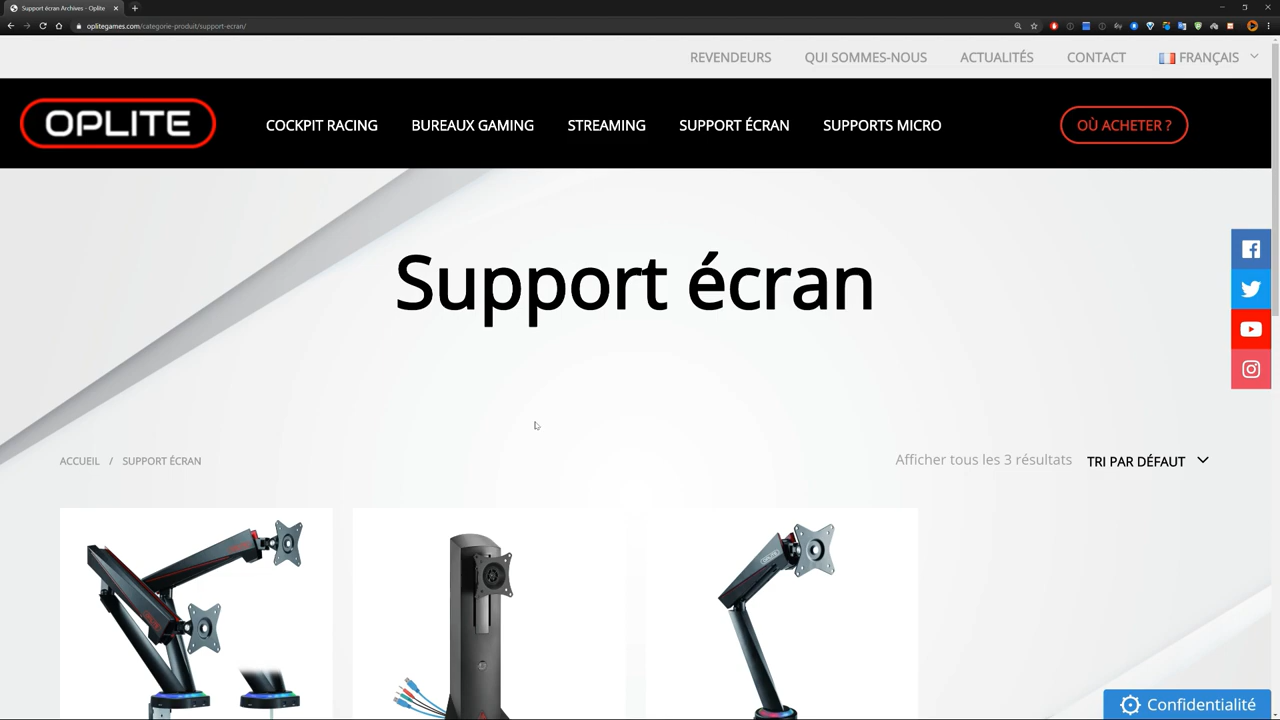 Support écran Archives - Oplite
oplitegames.com/categorie-produit/support-ecran/
REVENDEURS QUI SOMMES-NOUS ACTUALITÉS CONTACT FRANÇAIS
OPLITE COCKPIT RACING BUREAUX GAMING STREAMING SUPPORT ÉCRAN SUPPORTS MICRO OÙ ACHETER ?
Support écran
ACCUEIL / SUPPORT ÉCRAN Afficher tous les 3 résultats TRI PAR DÉFAUT
Confidentialité